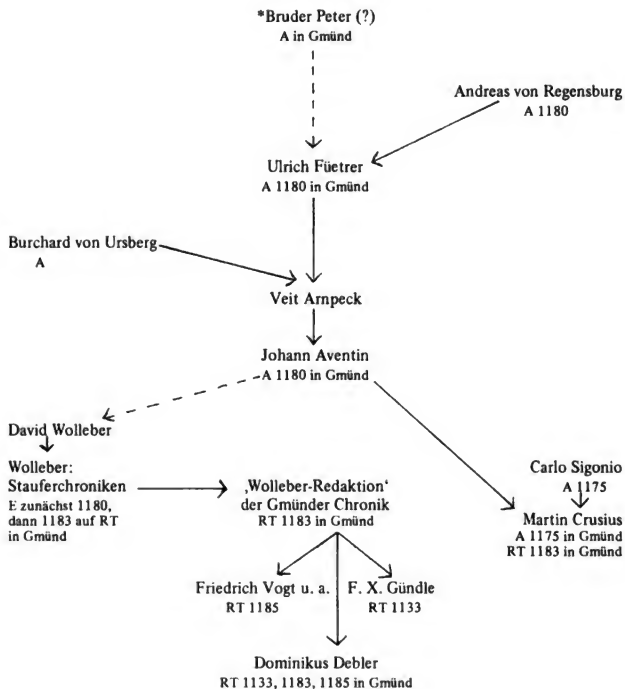 *Bruder Peter (?)
A in Gmünd
Andreas von Regensburg
A 1180
Ulrich Füetrer
A 1180 in Gmünd
Burchard von Ursberg
A
Veit Arnpeck
Johann Aventin
A 1180 in Gmünd
David Wolleber
Wolleber:
Stauferchroniken
E zunächst 1180,
dann 1183 auf RT
in Gmünd
‚Wolleber-Redaktion‘
der Gmünder Chronik
RT 1183 in Gmünd
Carlo Sigonio
A 1175
Martin Crusius
A 1175 in Gmünd
RT 1183 in Gmünd
Friedrich Vogt u. a.
RT 1185
F. X. Gündle
RT 1133
Dominikus Debler
RT 1133, 1183, 1185 in Gmünd